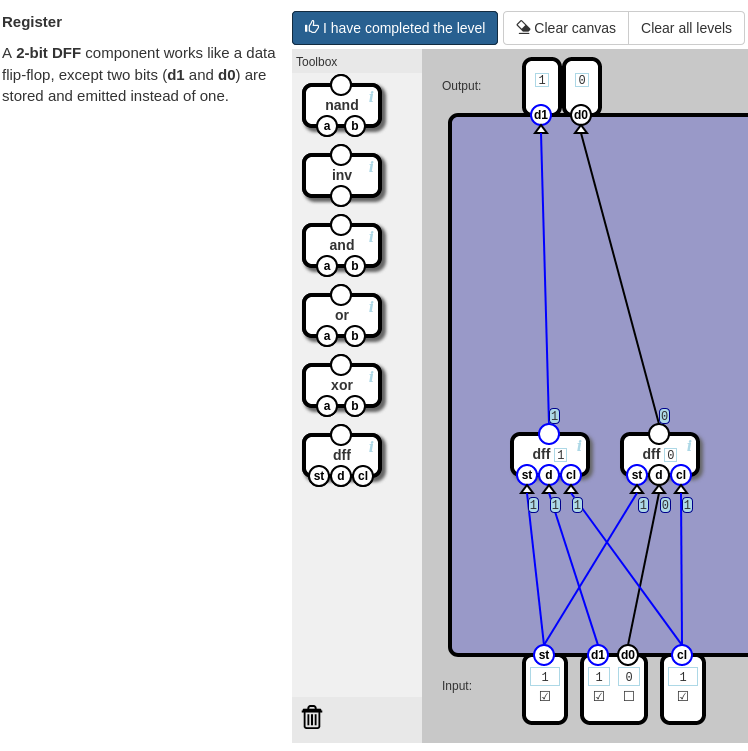 Register
A 2-bit DFF component works like a data
flip-flop, except two bits (d1 and d0) are
stored and emitted instead of one.
I have completed the level
Clear canvas
Clear all levels
Toolbox
nand
i
a b
inv
i
and
i
a b
or
i
a b
xor
i
a b
dff
i
st d cl
Output:
1 0
d1 d0
1 0
dff 1 i
dff 0 i
st d cl st d cl
1 1 1 1 0 1
st d1 d0 cl
Input:
1 1 0 1